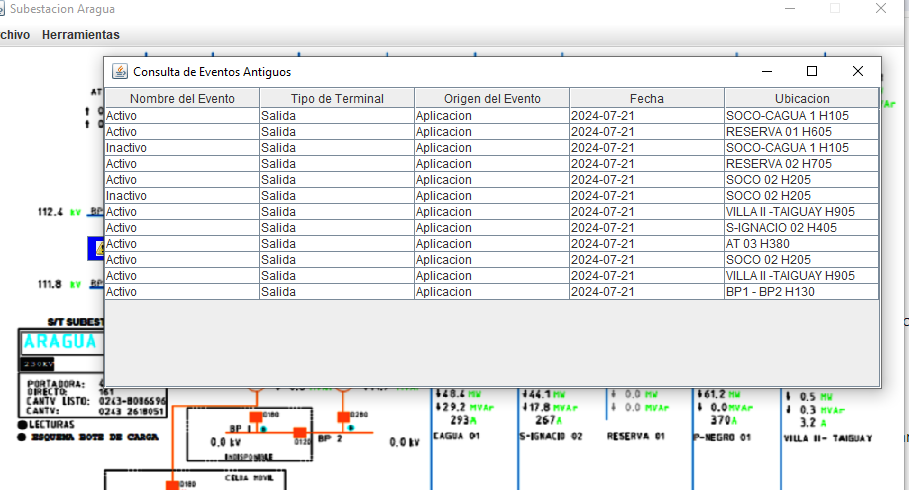 Subestacion Aragua
chivo Herramientas
Consulta de Eventos Antiguos
Nombre del Evento Tipo de Terminal Origen del Evento Fecha Ubicacion
Activo Salida Aplicacion 2024-07-21 SOCO-CAGUA 1 H105
Activo Salida Aplicacion 2024-07-21 RESERVA 01 H605
Inactivo Salida Aplicacion 2024-07-21 SOCO-CAGUA 1 H105
Activo Salida Aplicacion 2024-07-21 RESERVA 02 H705
Activo Salida Aplicacion 2024-07-21 SOCO 02 H205
Inactivo Salida Aplicacion 2024-07-21 SOCO 02 H205
Activo Salida Aplicacion 2024-07-21 VILLA II -TAIGUAY H905
Activo Salida Aplicacion 2024-07-21 S-IGNACIO 02 H405
Activo Salida Aplicacion 2024-07-21 AT 03 H380
Activo Salida Aplicacion 2024-07-21 SOCO 02 H205
Activo Salida Aplicacion 2024-07-21 VILLA II -TAIGUAY H905
Activo Salida Aplicacion 2024-07-21 BP1 - BP2 H130
AT
112.4 kV BP
111.8 kV BP
S/T SUBEST
ARAGUA
230KV
PORTADORA:
DIRECTO: 161
CANTV LISTO: 0243-8086696
CANTV: 0243 2618051
LECTURAS
ESQUEMA BOTE DE CARGA
D180 D280
BP 1 D120 BP 2
0.0 kV 0.0 kV
INDISPONIBLE
CELDA MOVIL
D180
48.4 MW 44.1 MW 0.0 MW 61.2 MW 0.5 MW
29.2 MVAr 17.8 MVAr 0.0 MVAr 0.0 MVAr 0.3 MVAr
293 A 267 A 370 A 3.2 A
CAGUA 01 S-IGNACIO 02 RESERVA 01 P-NEGRO 01 VILLA II- TAIGUAY